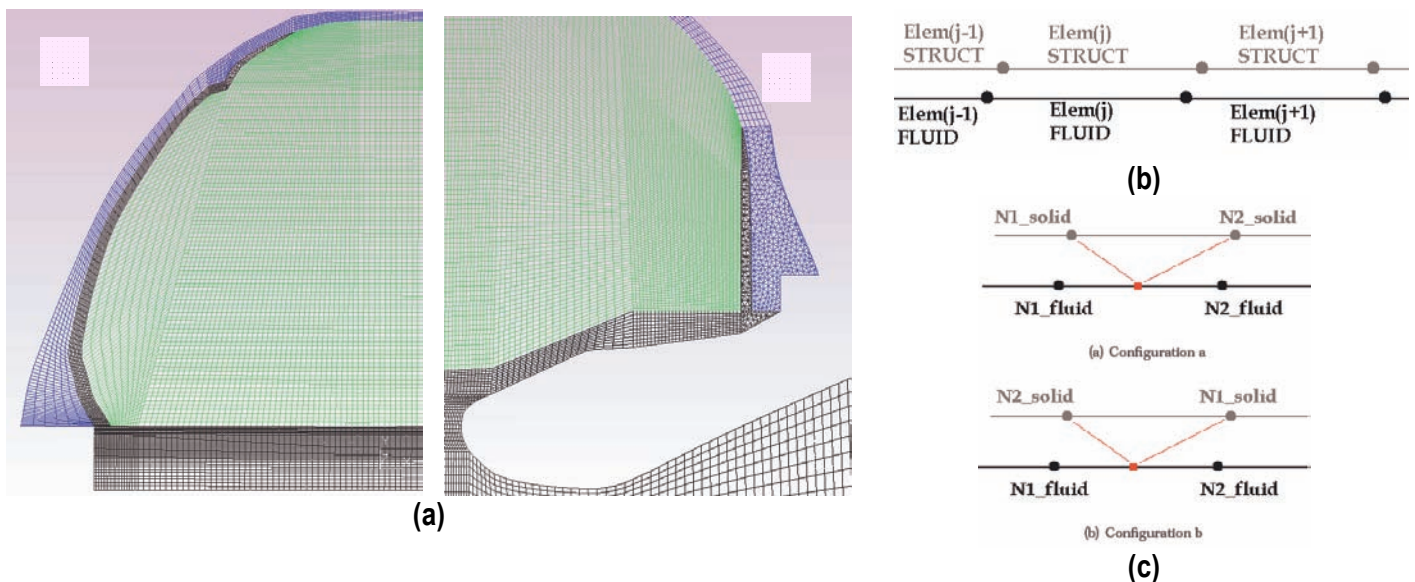 Elem(j-1)
STRUCT
Elem(j)
STRUCT
Elem(j+1)
STRUCT
Elem(j-1)
FLUID
Elem(j)
FLUID
Elem(j+1)
FLUID
(b)
N1_solid N2_solid
N1_fluid N2_fluid
(a) Configuration a
N2_solid N1_solid
N1_fluid N2_fluid
(b) Configuration b
(a)
(c)